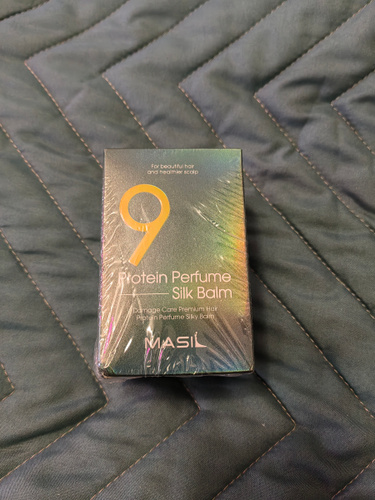 For beautiful hair
and healthier scalp
9
Protein Perfume
Silk Balm
Damage Care Premium Hair
Protein Perfume Silky Balm
MASIL